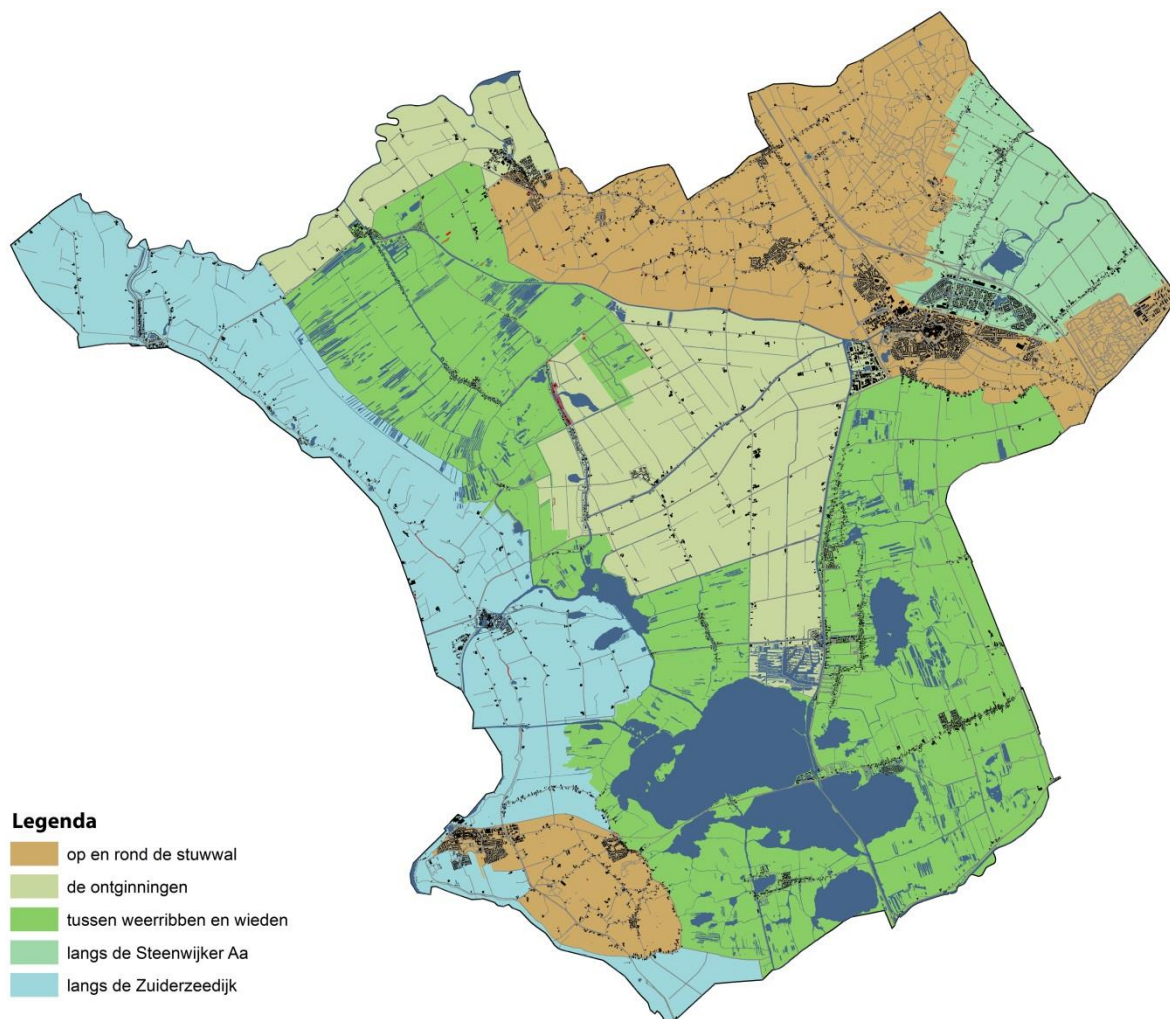 Legenda
op en rond de stuwwal
de ontginningen
tussen weerribben en wieden
langs de Steenwijker Aa
langs de Zuiderzeedijk